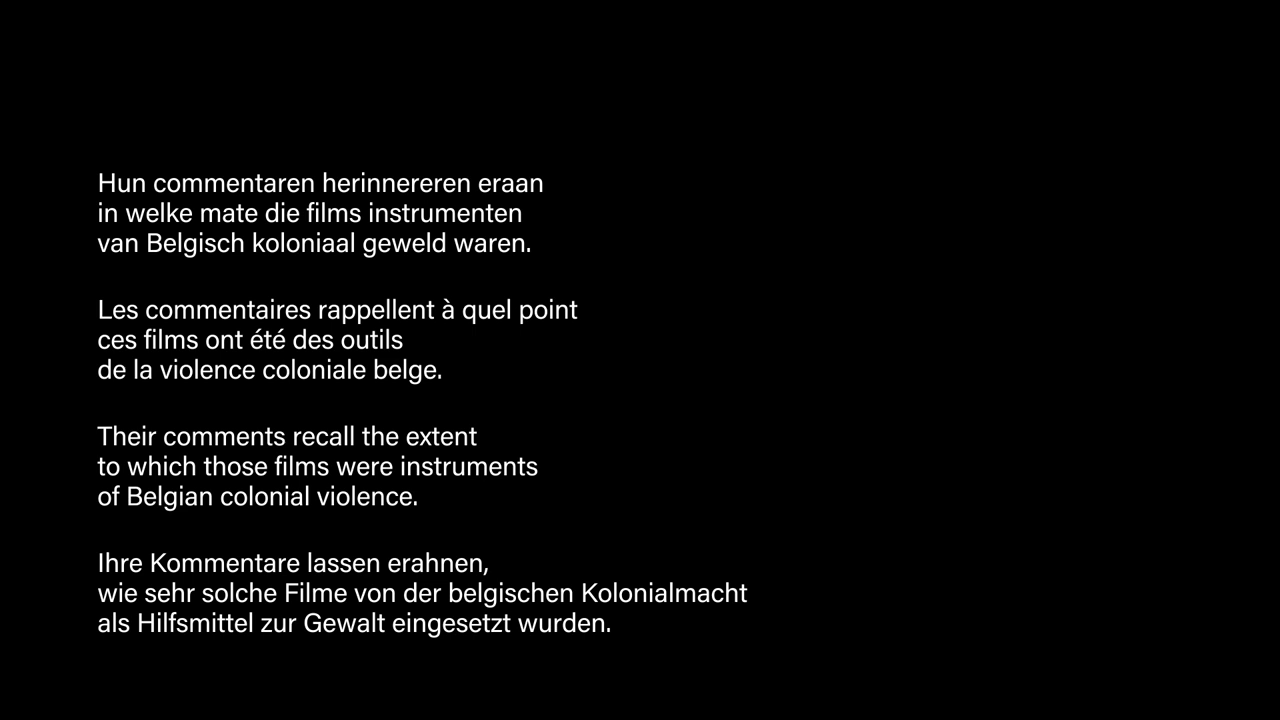 Hun commentaren herinnereren eraan
in welke mate die films instrumenten
van Belgisch koloniaal geweld waren.
Les commentaires rappellent à quel point
ces films ont été des outils
de la violence coloniale belge.
Their comments recall the extent
to which those films were instruments
of Belgian colonial violence.
Ihre Kommentare lassen erahnen,
wie sehr solche Filme von der belgischen Kolonialmacht
als Hilfsmittel zur Gewalt eingesetzt wurden.